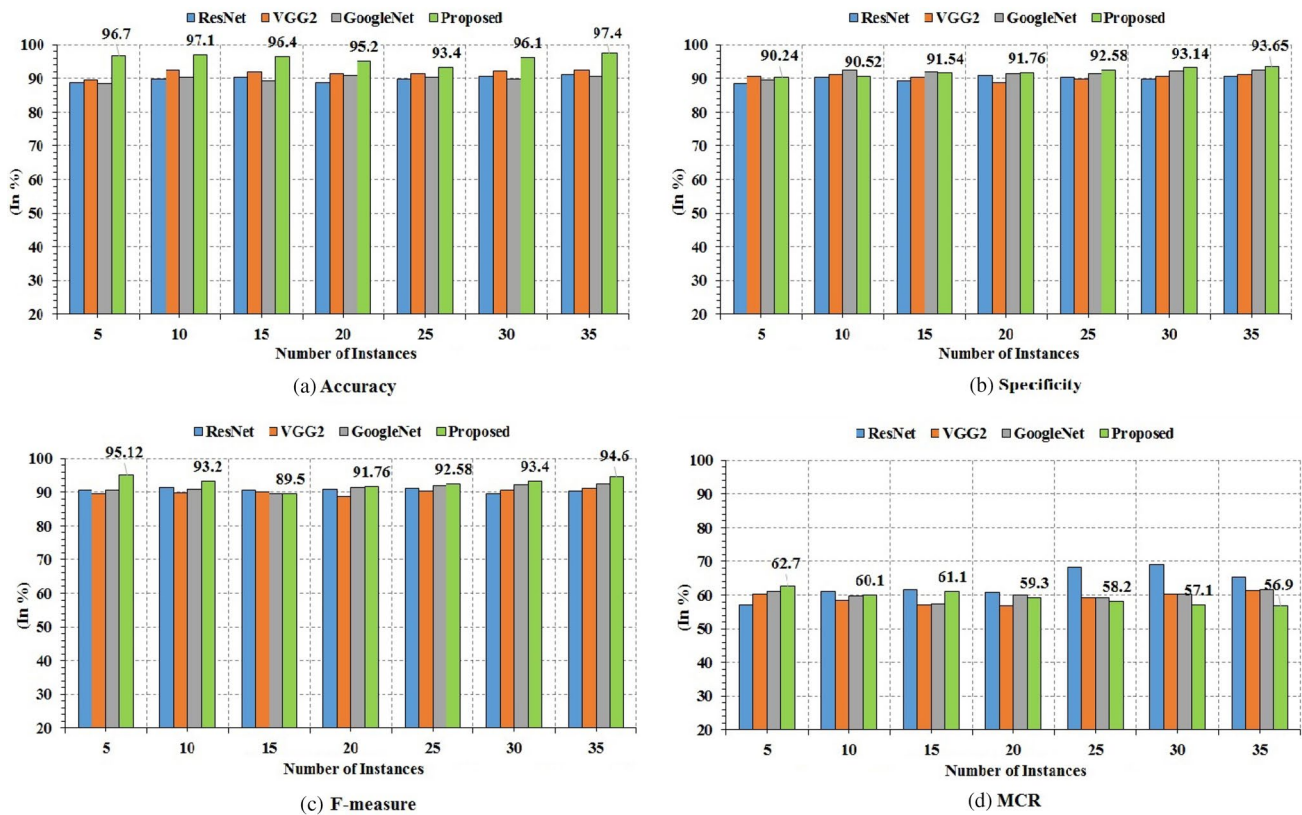 ResNet VGG2 GoogleNet Proposed
96.7 97.1 96.4 95.2 93.4 96.1 97.4
100
90
80
70
60
50
40
30
20
(In %)
5 10 15 20 25 30 35
Number of Instances
(a) Accuracy
ResNet VGG2 GoogleNet Proposed
90.24 90.52 91.54 91.76 92.58 93.14 93.65
100
90
80
70
60
50
40
30
20
(In %)
5 10 15 20 25 30 35
Number of Instances
(b) Specificity
ResNet VGG2 GoogleNet Proposed
95.12 93.2 89.5 91.76 92.58 93.4 94.6
100
90
80
70
60
50
40
30
20
(In %)
5 10 15 20 25 30 35
Number of Instances
(c) F-measure
ResNet VGG2 GoogleNet Proposed
100
90
80
70
60
50
40
30
20
(In %)
62.7 60.1 61.1 59.3 58.2 57.1 56.9
5 10 15 20 25 30 35
Number of Instances
(d) MCR